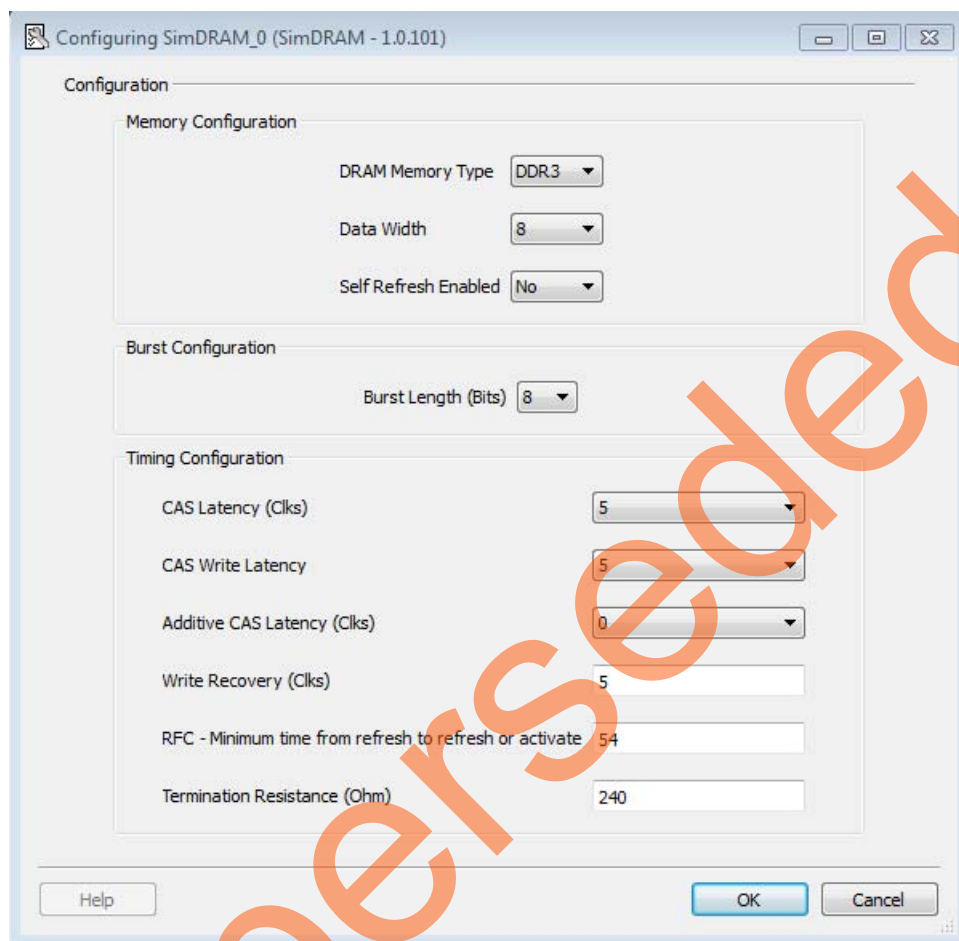 Configuring SimDRAM_0 (SimDRAM - 1.0.101)
Configuration
Memory Configuration
DRAM Memory Type DDR3
Data Width 8
Self Refresh Enabled No
Burst Configuration
Burst Length (Bits) 8
Timing Configuration
CAS Latency (Clks) 5
CAS Write Latency 5
Additive CAS Latency (Clks) 0
Write Recovery (Clks) 5
RFC - Minimum time from refresh to refresh or activate 54
Termination Resistance (Ohm) 240
Help OK Cancel
perseded